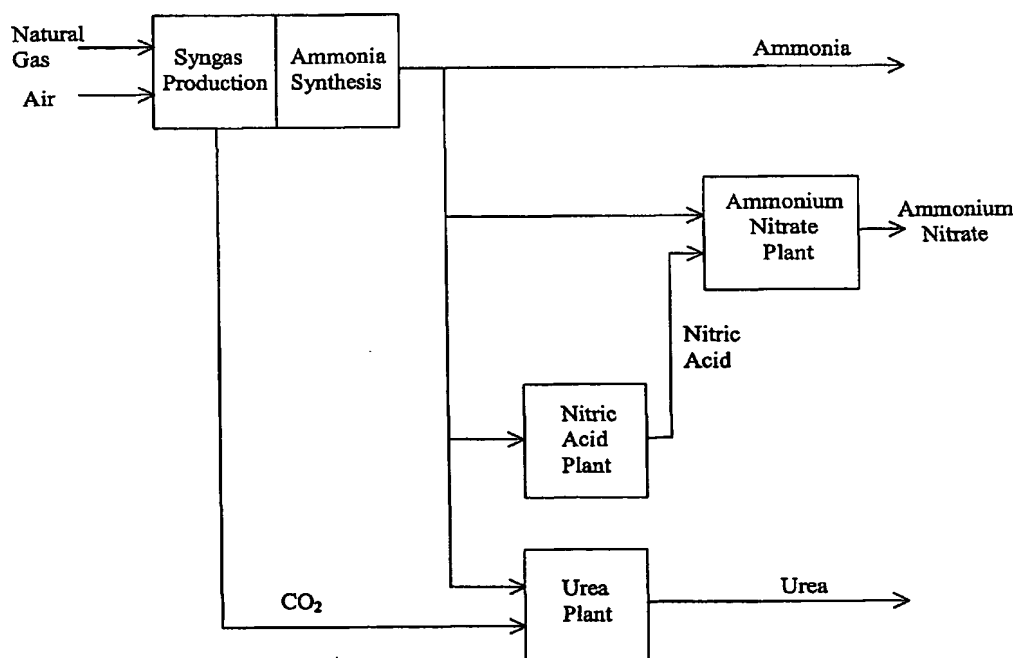 Natural
Gas
Air
Syngas
Production
Ammonia
Synthesis
Ammonia
Ammonium
Nitrate
Plant
Ammonium
Nitrate
Nitric
Acid
Nitric
Acid
Plant
Urea
Plant
Urea
CO₂